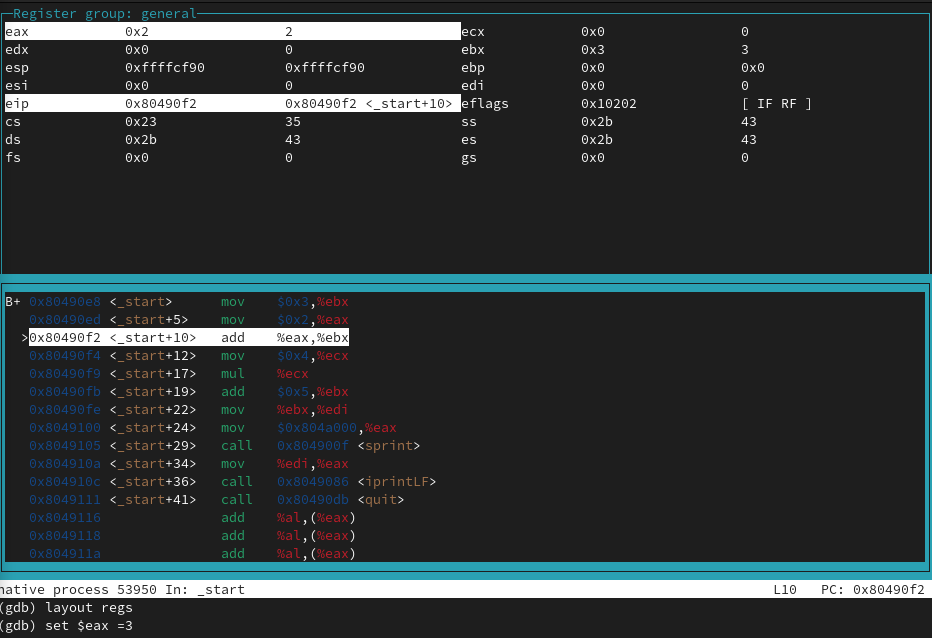 Register group: general
eax 0x2 2 ecx 0x0 0
edx 0x0 0 ebx 0x3 3
esp 0xffffcf90 0xffffcf90 ebp 0x0 0x0
esi 0x0 0 edi 0x0 0
eip 0x80490f2 0x80490f2 <_start+10> eflags 0x10202 [ IF RF ]
cs 0x23 35 ss 0x2b 43
ds 0x2b 43 es 0x2b 43
fs 0x0 0 gs 0x0 0
B+ 0x80490e8 <_start> mov $0x3,%ebx
0x80490ed <_start+5> mov $0x2,%eax
>0x80490f2 <_start+10> add %eax,%ebx
0x80490f4 <_start+12> mov $0x4,%ecx
0x80490f9 <_start+17> mul %ecx
0x80490fb <_start+19> add $0x5,%ebx
0x80490fe <_start+22> mov %ebx,%edi
0x8049100 <_start+24> mov $0x804a000,%eax
0x8049105 <_start+29> call 0x804900f <sprint>
0x804910a <_start+34> mov %edi,%eax
0x804910c <_start+36> call 0x8049086 <iprintLF>
0x8049111 <_start+41> call 0x80490db <quit>
0x8049116 add %al,(%eax)
0x8049118 add %al,(%eax)
0x804911a add %al,(%eax)
native process 53950 In: _start L10 PC: 0x80490f2
(gdb) layout regs
(gdb) set $eax =3